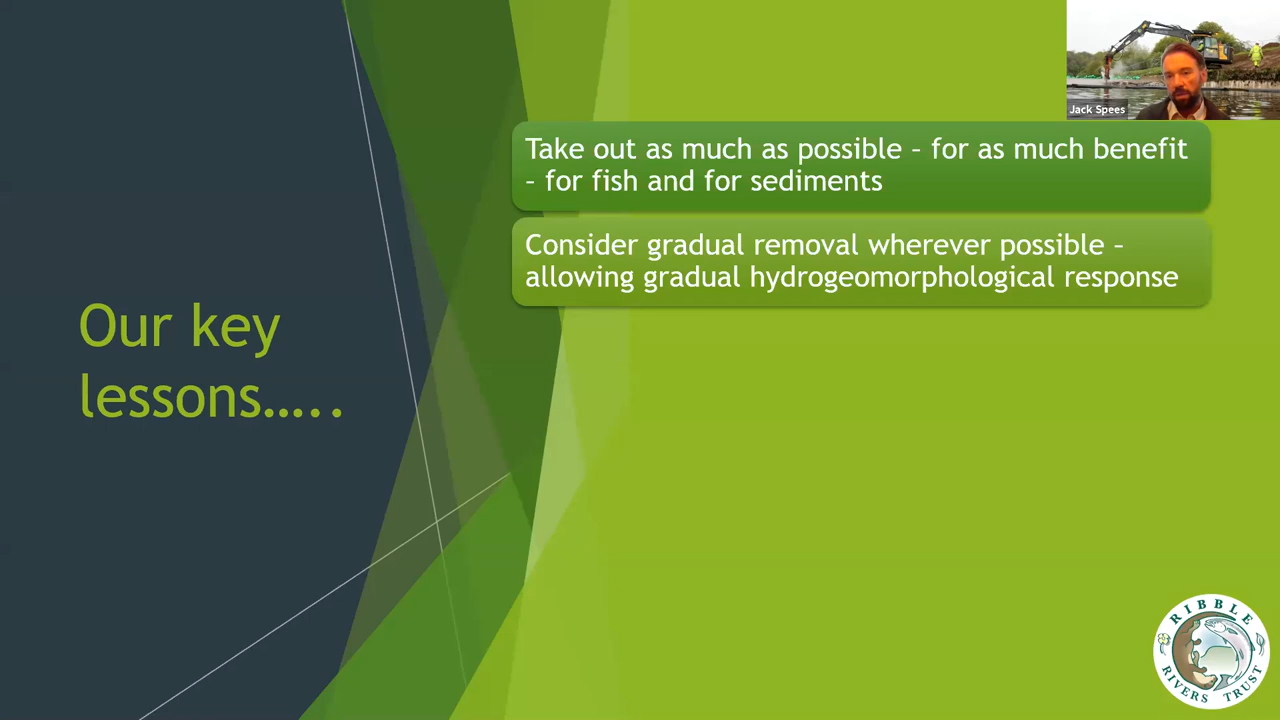 Jack Spees
Take out as much as possible – for as much benefit
– for fish and for sediments
Consider gradual removal wherever possible –
allowing gradual hydrogeomorphological response
Our key
lessons…..
RIBBLE
RIVERS TRUST